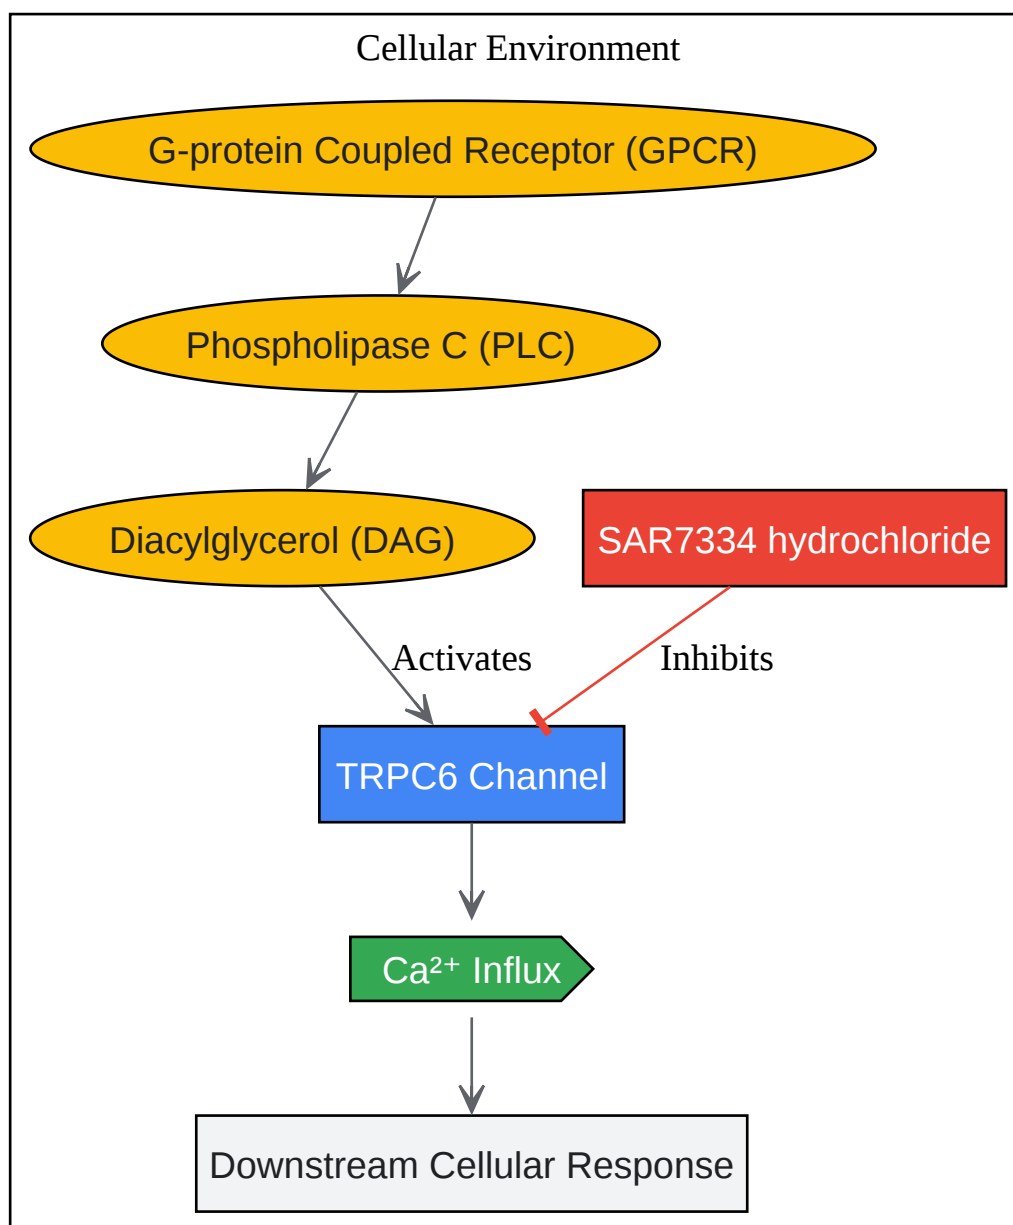 Cellular Environment
G-protein Coupled Receptor (GPCR)
Phospholipase C (PLC)
Diacylglycerol (DAG)
SAR7334 hydrochloride
Activates
Inhibits
TRPC6 Channel
Ca²⁺ Influx
Downstream Cellular Response